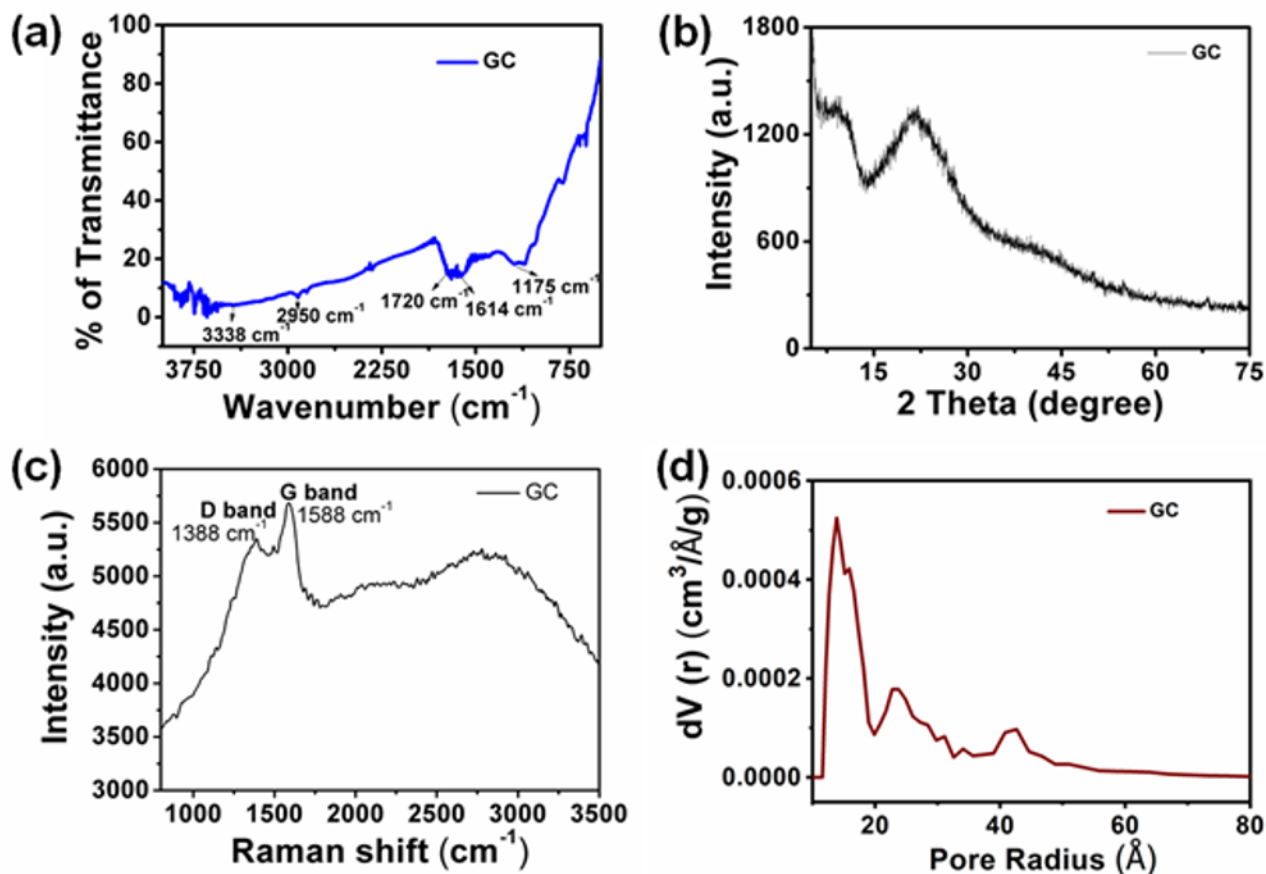 (a)
GC
% of Transmittance
100
80
60
40
20
0
3338 cm⁻¹
2950 cm⁻¹
1720 cm⁻¹
1614 cm⁻¹
1175 cm⁻¹
3750 3000 2250 1500 750
Wavenumber (cm⁻¹)
(b)
GC
Intensity (a.u.)
1800
1200
600
0
15 30 45 60 75
2 Theta (degree)
(c)
GC
Intensity (a.u.)
6000
5500
5000
4500
4000
3500
3000
D band
1388 cm⁻¹
G band
1588 cm⁻¹
1000 1500 2000 2500 3000 3500
Raman shift (cm⁻¹)
(d)
GC
dV (r) (cm³/Å/g)
0.0006
0.0004
0.0002
0.0000
20 40 60 80
Pore Radius (Å)